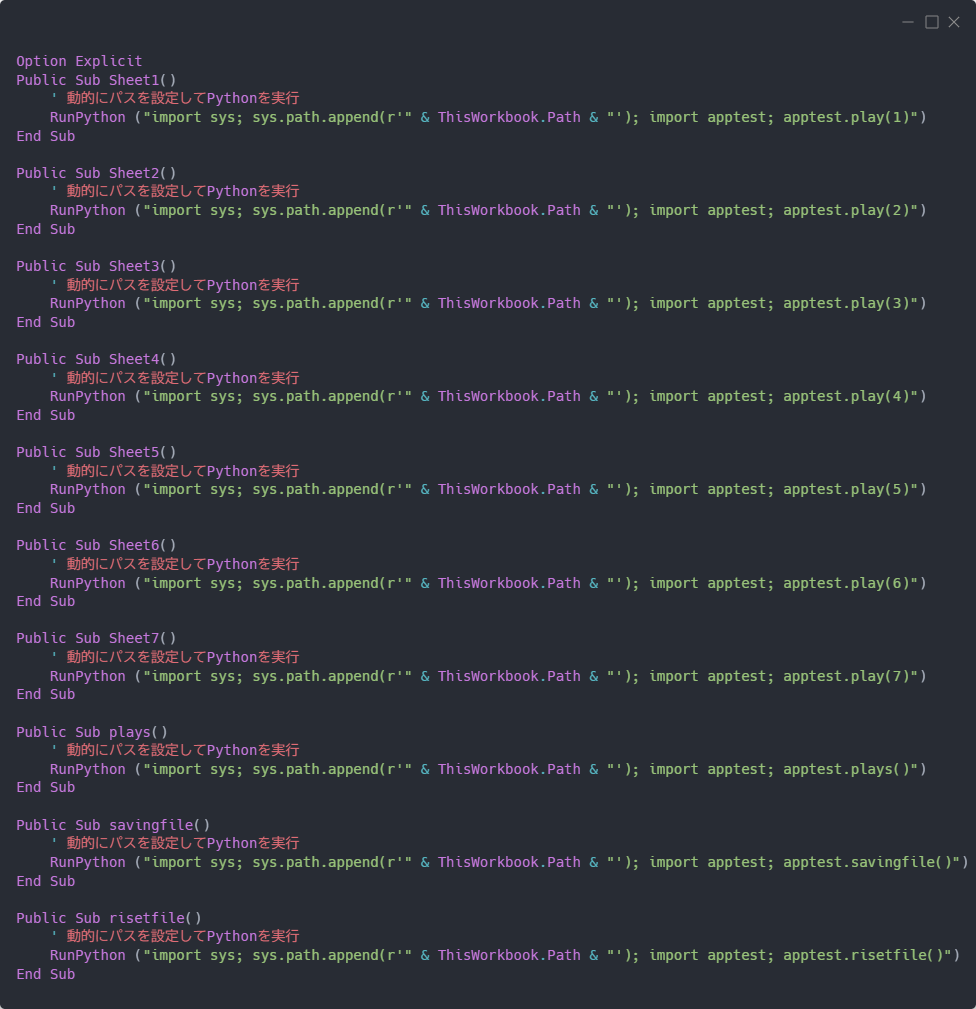 Option Explicit
Public Sub Sheet1()
    ' 動的にパスを設定してPythonを実行
    RunPython ("import sys; sys.path.append(r'" & ThisWorkbook.Path & "'); import apptest; apptest.play(1)")
End Sub

Public Sub Sheet2()
    ' 動的にパスを設定してPythonを実行
    RunPython ("import sys; sys.path.append(r'" & ThisWorkbook.Path & "'); import apptest; apptest.play(2)")
End Sub

Public Sub Sheet3()
    ' 動的にパスを設定してPythonを実行
    RunPython ("import sys; sys.path.append(r'" & ThisWorkbook.Path & "'); import apptest; apptest.play(3)")
End Sub

Public Sub Sheet4()
    ' 動的にパスを設定してPythonを実行
    RunPython ("import sys; sys.path.append(r'" & ThisWorkbook.Path & "'); import apptest; apptest.play(4)")
End Sub

Public Sub Sheet5()
    ' 動的にパスを設定してPythonを実行
    RunPython ("import sys; sys.path.append(r'" & ThisWorkbook.Path & "'); import apptest; apptest.play(5)")
End Sub

Public Sub Sheet6()
    ' 動的にパスを設定してPythonを実行
    RunPython ("import sys; sys.path.append(r'" & ThisWorkbook.Path & "'); import apptest; apptest.play(6)")
End Sub

Public Sub Sheet7()
    ' 動的にパスを設定してPythonを実行
    RunPython ("import sys; sys.path.append(r'" & ThisWorkbook.Path & "'); import apptest; apptest.play(7)")
End Sub

Public Sub plays()
    ' 動的にパスを設定してPythonを実行
    RunPython ("import sys; sys.path.append(r'" & ThisWorkbook.Path & "'); import apptest; apptest.plays()")
End Sub

Public Sub savingfile()
    ' 動的にパスを設定してPythonを実行
    RunPython ("import sys; sys.path.append(r'" & ThisWorkbook.Path & "'); import apptest; apptest.savingfile()")
End Sub

Public Sub risetfile()
    ' 動的にパスを設定してPythonを実行
    RunPython ("import sys; sys.path.append(r'" & ThisWorkbook.Path & "'); import apptest; apptest.risetfile()")
End Sub